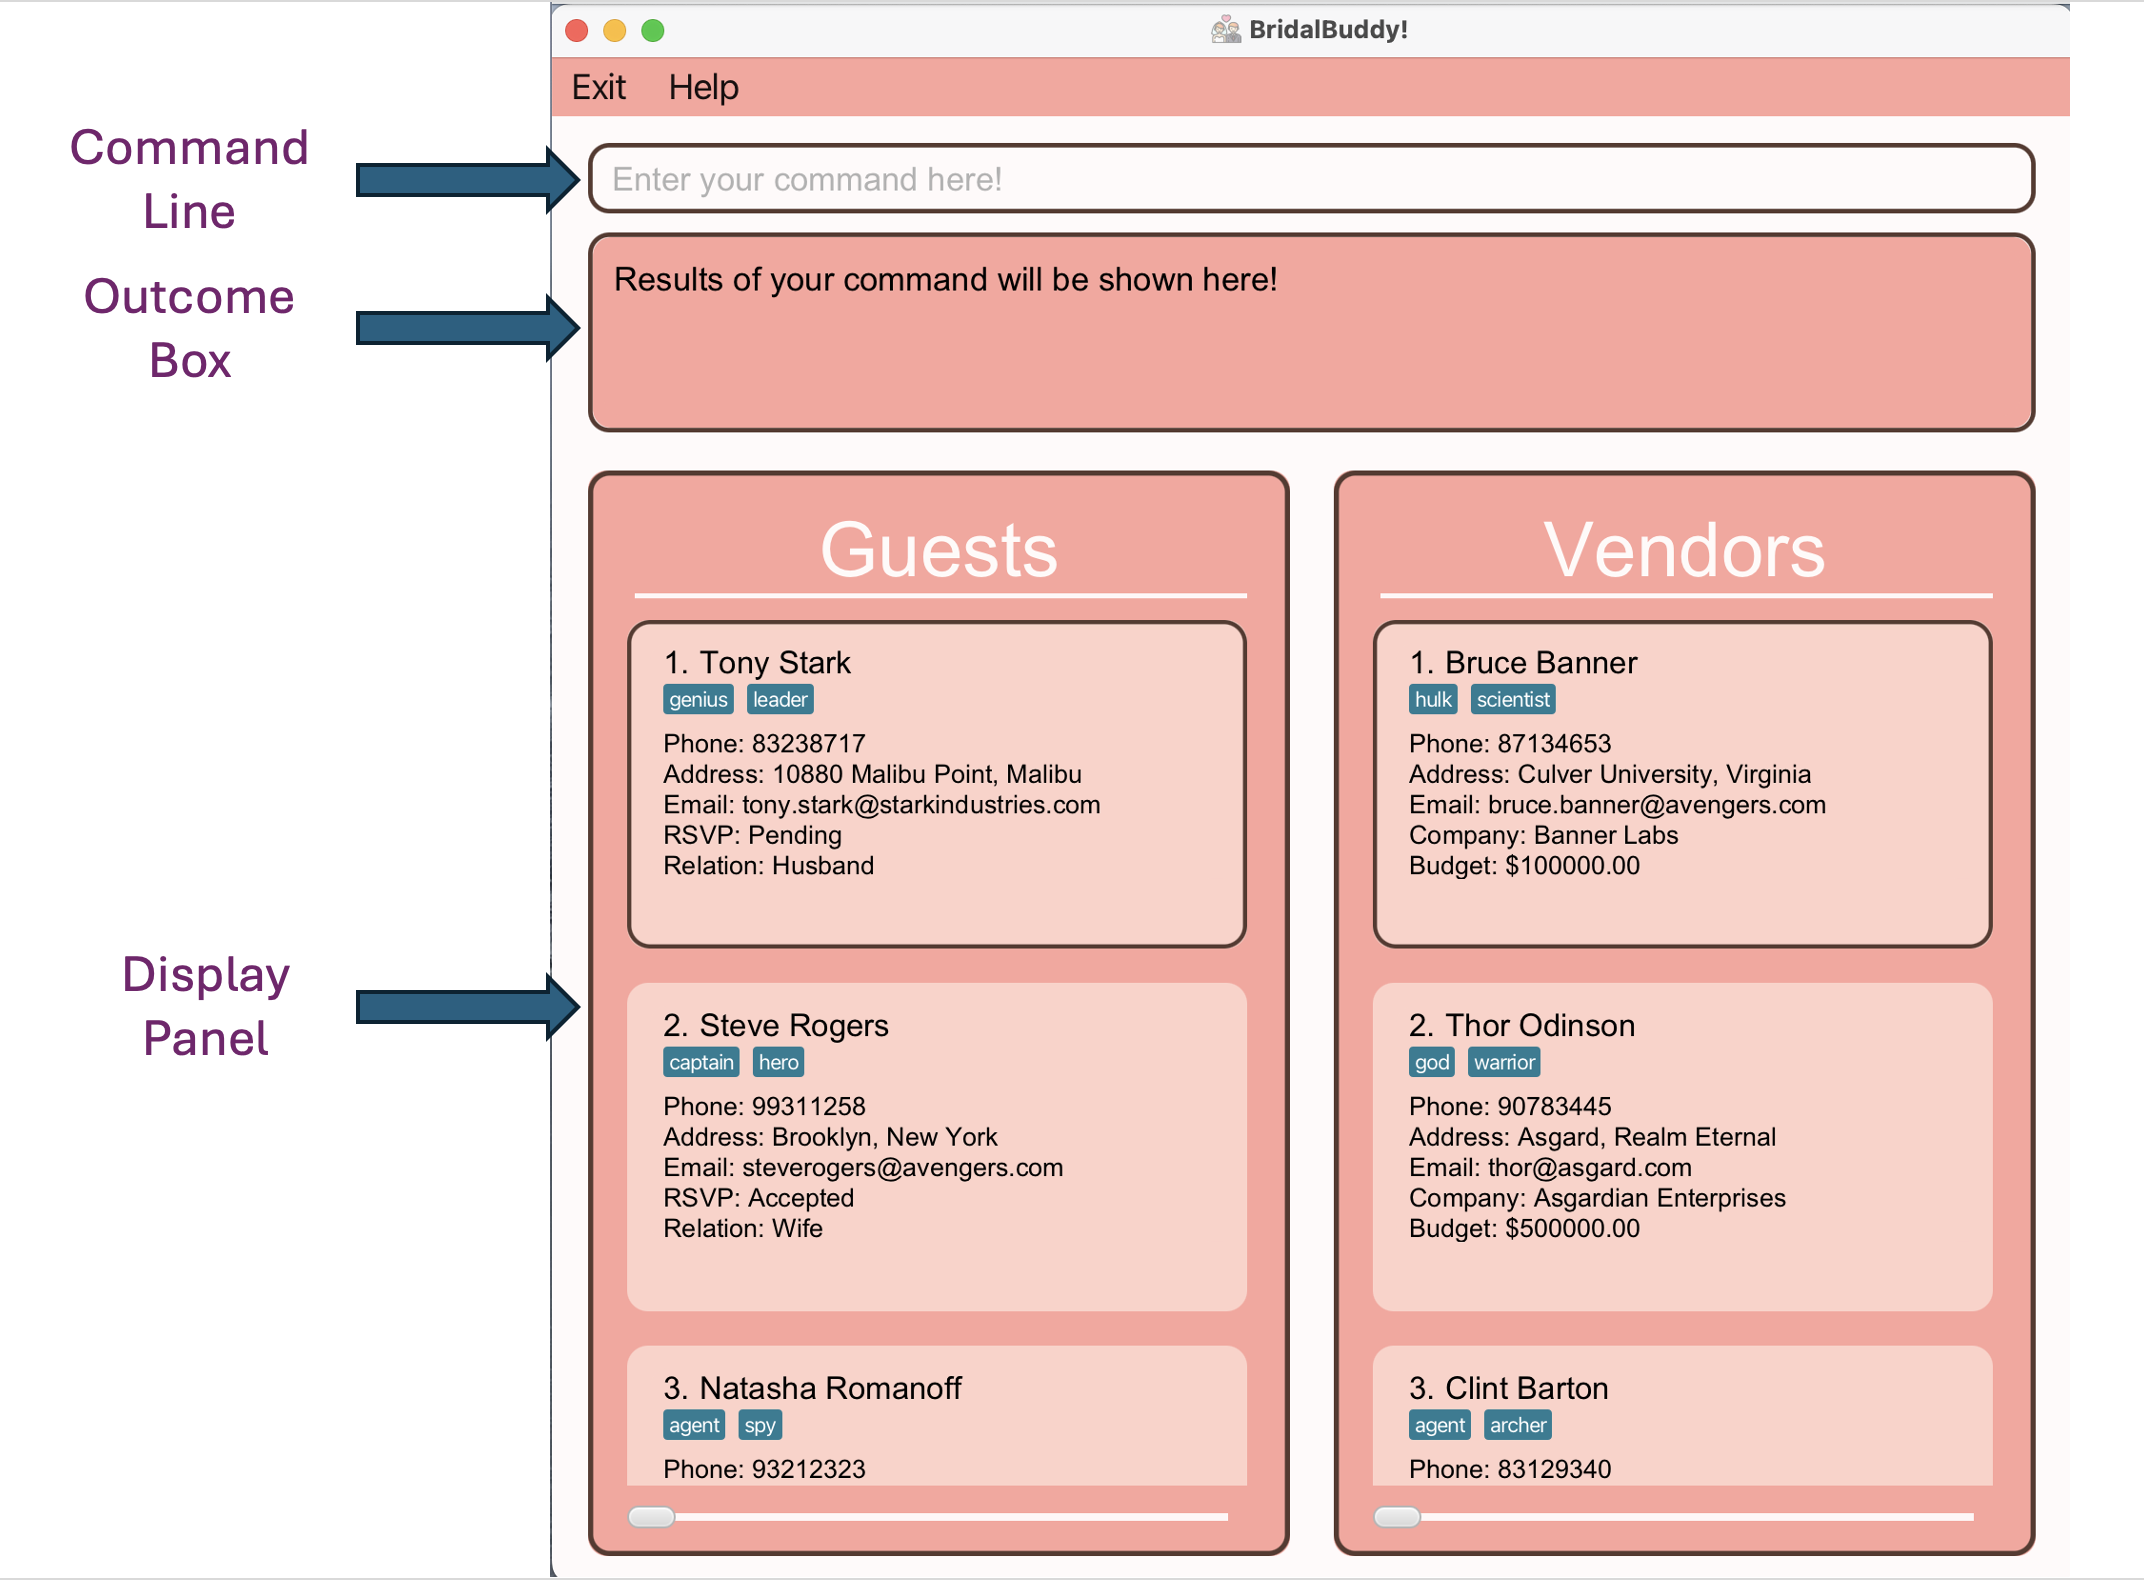 BridalBuddy!
Exit Help
Command
Line
Enter your command here!
Outcome
Box
Results of your command will be shown here!
Display
Panel
Guests
1. Tony Stark
genius leader
Phone: 83238717
Address: 10880 Malibu Point, Malibu
Email: tony.stark@starkindustries.com
RSVP: Pending
Relation: Husband
2. Steve Rogers
captain hero
Phone: 99311258
Address: Brooklyn, New York
Email: steverogers@avengers.com
RSVP: Accepted
Relation: Wife
3. Natasha Romanoff
agent spy
Phone: 93212323
Vendors
1. Bruce Banner
hulk scientist
Phone: 87134653
Address: Culver University, Virginia
Email: bruce.banner@avengers.com
Company: Banner Labs
Budget: $100000.00
2. Thor Odinson
god warrior
Phone: 90783445
Address: Asgard, Realm Eternal
Email: thor@asgard.com
Company: Asgardian Enterprises
Budget: $500000.00
3. Clint Barton
agent archer
Phone: 83129340